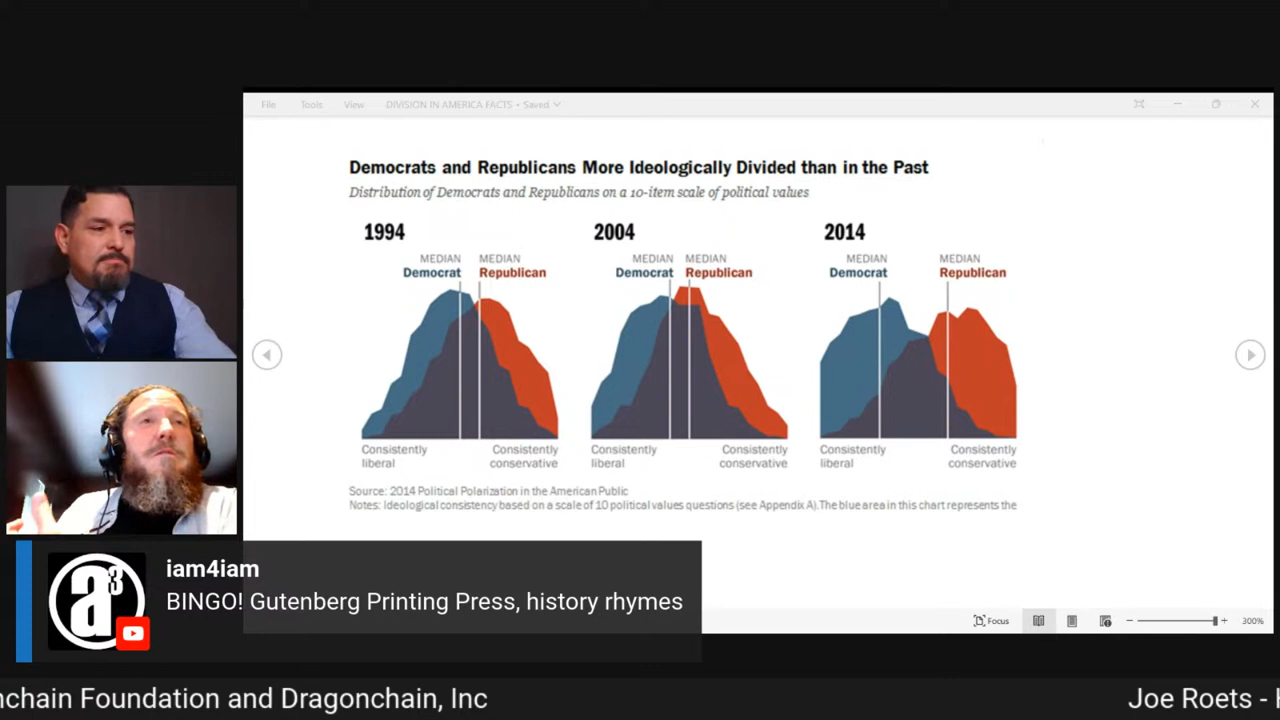 File Tools View DIVISION IN AMERICA FACTS • Saved
Democrats and Republicans More Ideologically Divided than in the Past
Distribution of Democrats and Republicans on a 10-item scale of political values
1994
MEDIAN MEDIAN
Democrat Republican
Consistently liberal
Consistently conservative
2004
MEDIAN MEDIAN
Democrat Republican
Consistently liberal
Consistently conservative
2014
MEDIAN MEDIAN
Democrat Republican
Consistently liberal
Consistently conservative
Source: 2014 Political Polarization in the American Public
Notes: Ideological consistency based on a scale of 10 political values questions (see Appendix A).The blue area in this chart represents the
a3
iam4iam
BINGO! Gutenberg Printing Press, history rhymes
Focus 300%
nchain Foundation and Dragonchain, Inc Joe Roets -